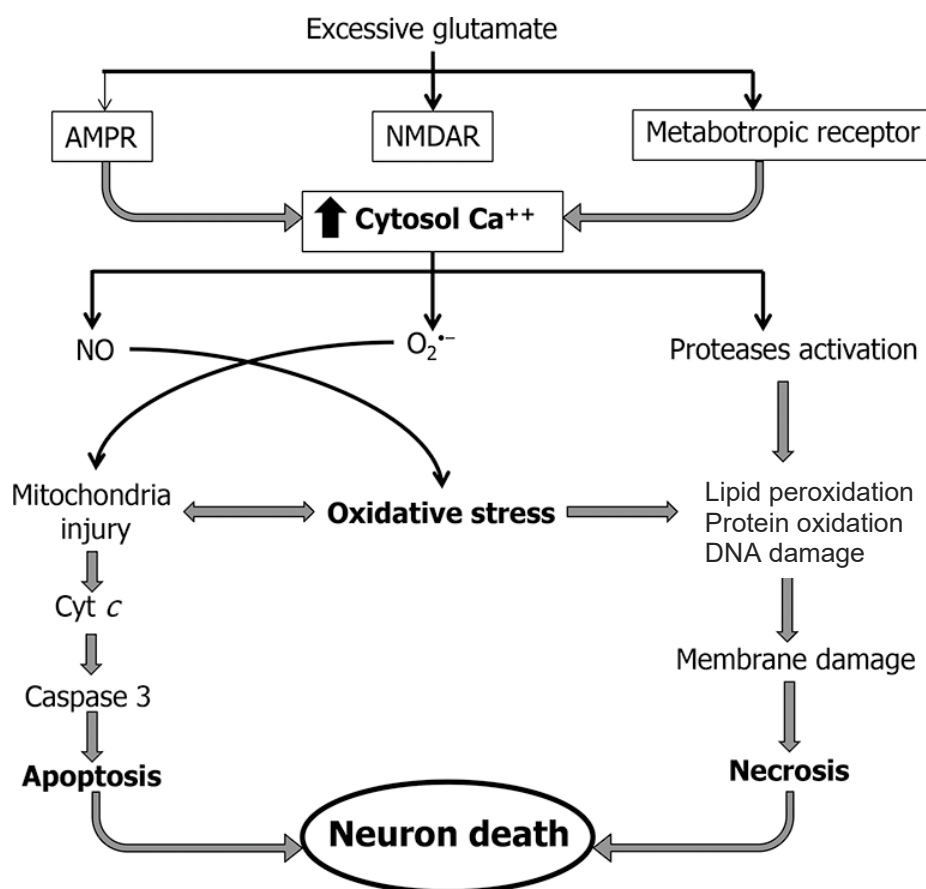 Excessive glutamate
AMPR
NMDAR
Metabotropic receptor
Cytosol Ca⁺⁺
NO
O₂•⁻
Proteases activation
Mitochondria
injury
Oxidative stress
Lipid peroxidation
Protein oxidation
DNA damage
Cyt c
Membrane damage
Caspase 3
Apoptosis
Necrosis
Neuron death